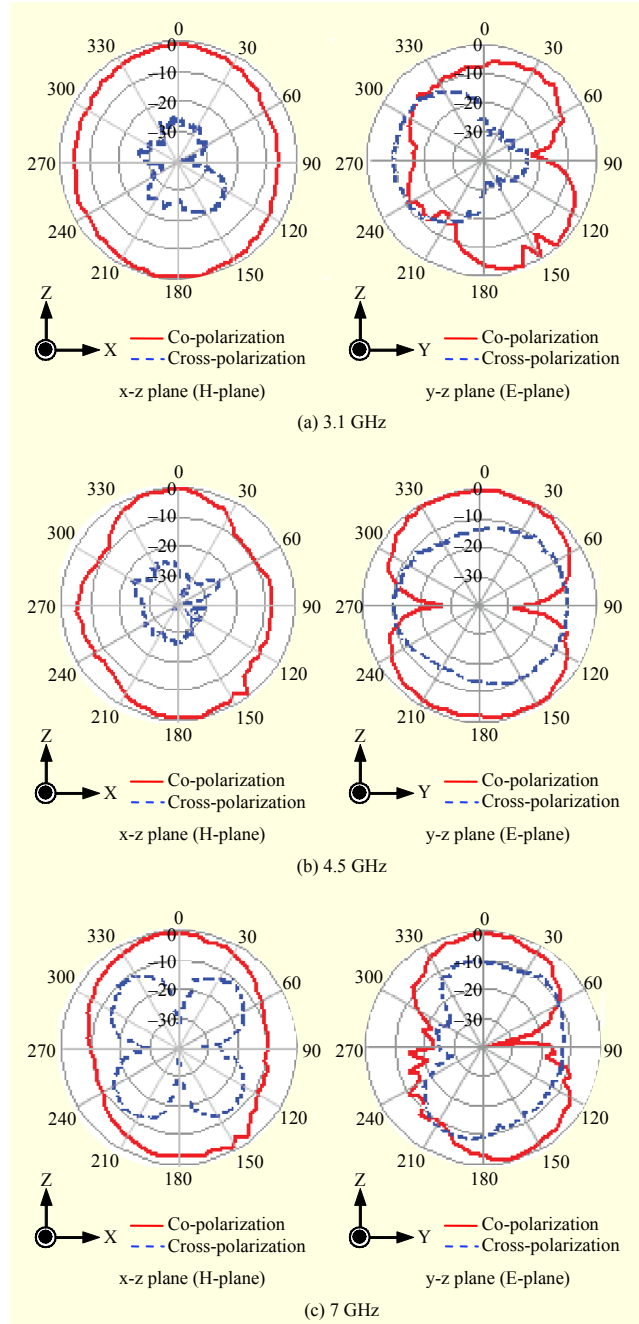 0
330 0 30
300 –10 60
–20
–30
270 90
240 120
210 150
180
Z
X
Co-polarization
Cross-polarization
x-z plane (H-plane)
0
330 0 30
300 –10 60
–20
–30
270 90
240 120
210 150
180
Z
Y
Co-polarization
Cross-polarization
y-z plane (E-plane)
(a) 3.1 GHz
0
330 0 30
300 –10 60
–20
–30
270 90
240 120
210 150
180
Z
X
Co-polarization
Cross-polarization
x-z plane (H-plane)
0
330 0 30
300 –10 60
–20
–30
270 90
240 120
210 150
180
Z
Y
Co-polarization
Cross-polarization
y-z plane (E-plane)
(b) 4.5 GHz
0
330 0 30
300 –10 60
–20
–30
270 90
240 120
210 150
180
Z
X
Co-polarization
Cross-polarization
x-z plane (H-plane)
0
330 0 30
300 –10 60
–20
–30
270 90
240 120
210 150
180
Z
Y
Co-polarization
Cross-polarization
y-z plane (E-plane)
(c) 7 GHz